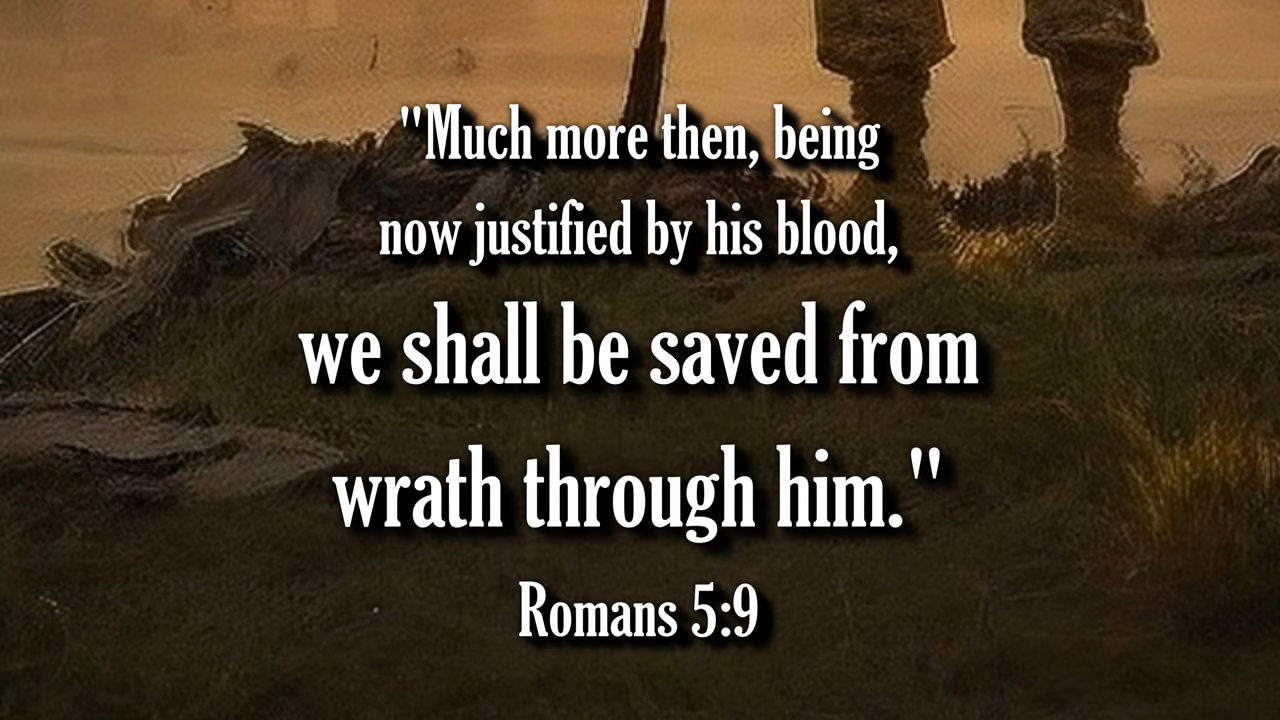 "Much more then, being
now justified by his blood,
we shall be saved from
wrath through him."
Romans 5:9